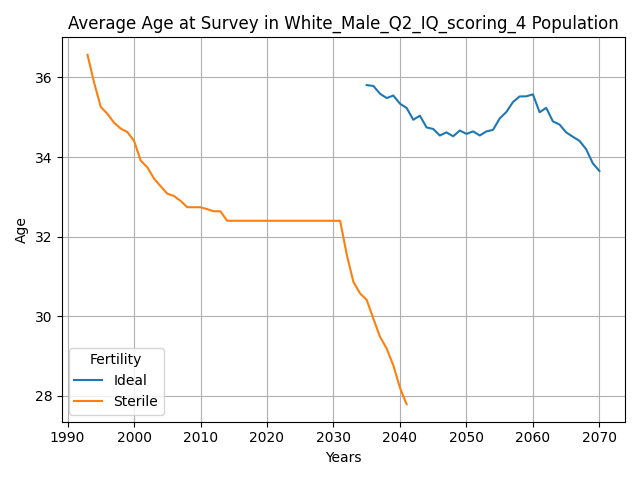 Average Age at Survey in White_Male_Q2_IQ_scoring_4 Population
Age
36
34
32
30
28
Fertility
Ideal
Sterile
1990 2000 2010 2020 2030 2040 2050 2060 2070
Years